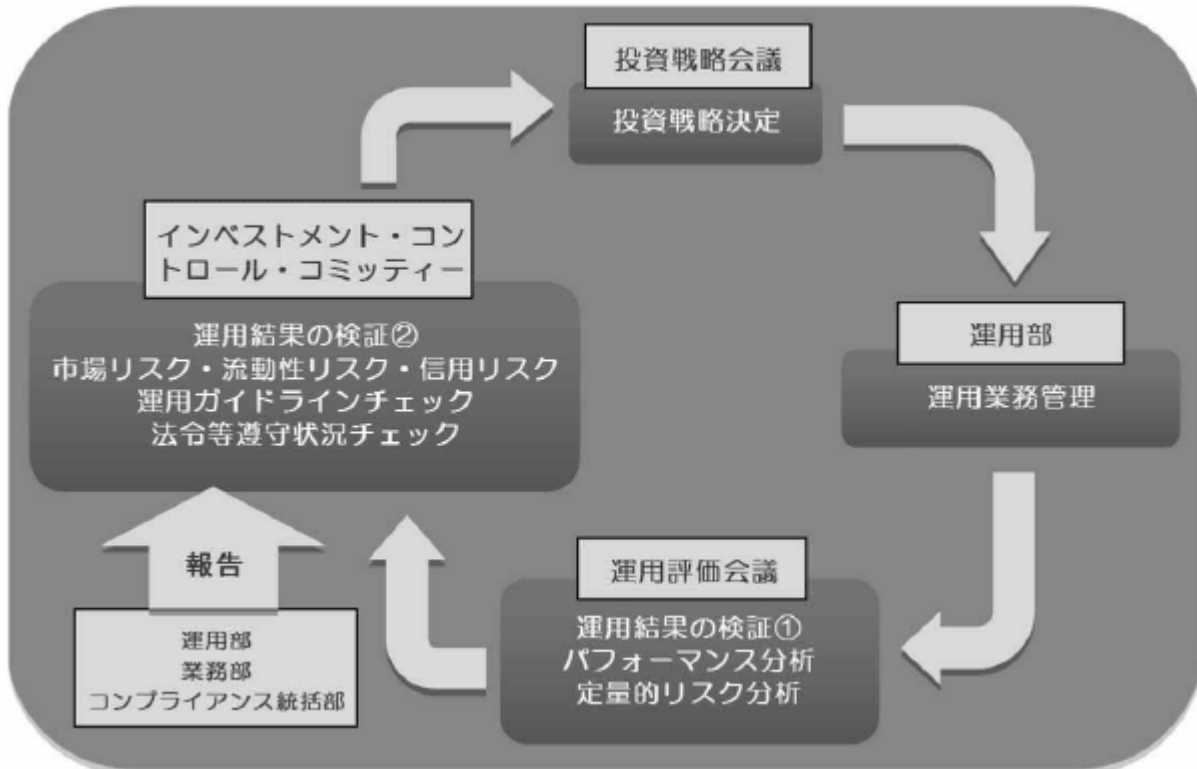 投資戦略会議
投資戦略決定
運用部
運用業務管理
運用評価会議
運用結果の検証①
パフォーマンス分析
定量的リスク分析
インベストメント・コン
トロール・コミッティー
運用結果の検証②
市場リスク・流動性リスク・信用リスク
運用ガイドラインチェック
法令等遵守状況チェック
報告
運用部
業務部
コンプライアンス統括部